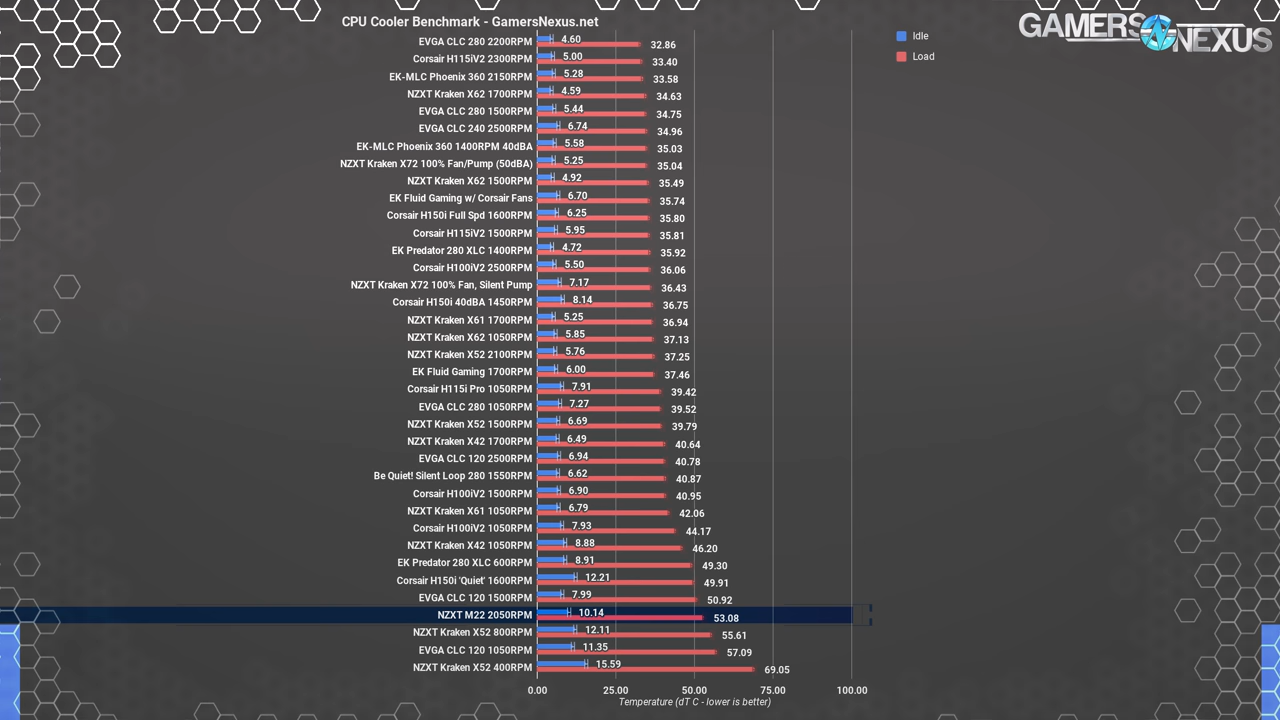 CPU Cooler Benchmark - GamersNexus.net
GAMERS NEXUS
Idle
Load
EVGA CLC 280 2200RPM 4.60 32.86
Corsair H115iV2 2300RPM 5.00 33.40
EK-MLC Phoenix 360 2150RPM 5.28 33.58
NZXT Kraken X62 1700RPM 4.59 34.63
EVGA CLC 280 1500RPM 5.44 34.75
EVGA CLC 240 2500RPM 6.74 34.96
EK-MLC Phoenix 360 1400RPM 40dBA 5.58 35.03
NZXT Kraken X72 100% Fan/Pump (50dBA) 5.25 35.04
NZXT Kraken X62 1500RPM 4.92 35.49
EK Fluid Gaming w/ Corsair Fans 6.70 35.74
Corsair H150i Full Spd 1600RPM 6.25 35.80
Corsair H115iV2 1500RPM 5.95 35.81
EK Predator 280 XLC 1400RPM 4.72 35.92
Corsair H100iV2 2500RPM 5.50 36.06
NZXT Kraken X72 100% Fan, Silent Pump 7.17 36.43
Corsair H150i 40dBA 1450RPM 8.14 36.75
NZXT Kraken X61 1700RPM 5.25 36.94
NZXT Kraken X62 1050RPM 5.85 37.13
NZXT Kraken X52 2100RPM 5.76 37.25
EK Fluid Gaming 1700RPM 6.00 37.46
Corsair H115i Pro 1050RPM 7.91 39.42
EVGA CLC 280 1050RPM 7.27 39.52
NZXT Kraken X52 1500RPM 6.69 39.79
NZXT Kraken X42 1700RPM 6.49 40.64
EVGA CLC 120 2500RPM 6.94 40.78
Be Quiet! Silent Loop 280 1550RPM 6.62 40.87
Corsair H100iV2 1500RPM 6.90 40.95
NZXT Kraken X61 1050RPM 6.79 42.06
Corsair H100iV2 1050RPM 7.93 44.17
NZXT Kraken X42 1050RPM 8.88 46.20
EK Predator 280 XLC 600RPM 8.91 49.30
Corsair H150i 'Quiet' 1600RPM 12.21 49.91
EVGA CLC 120 1500RPM 7.99 50.92
NZXT M22 2050RPM 10.14 53.08
NZXT Kraken X52 800RPM 12.11 55.61
EVGA CLC 120 1050RPM 11.35 57.09
NZXT Kraken X52 400RPM 15.59 69.05
0.00 25.00 50.00 75.00 100.00
Temperature (dT C - lower is better)